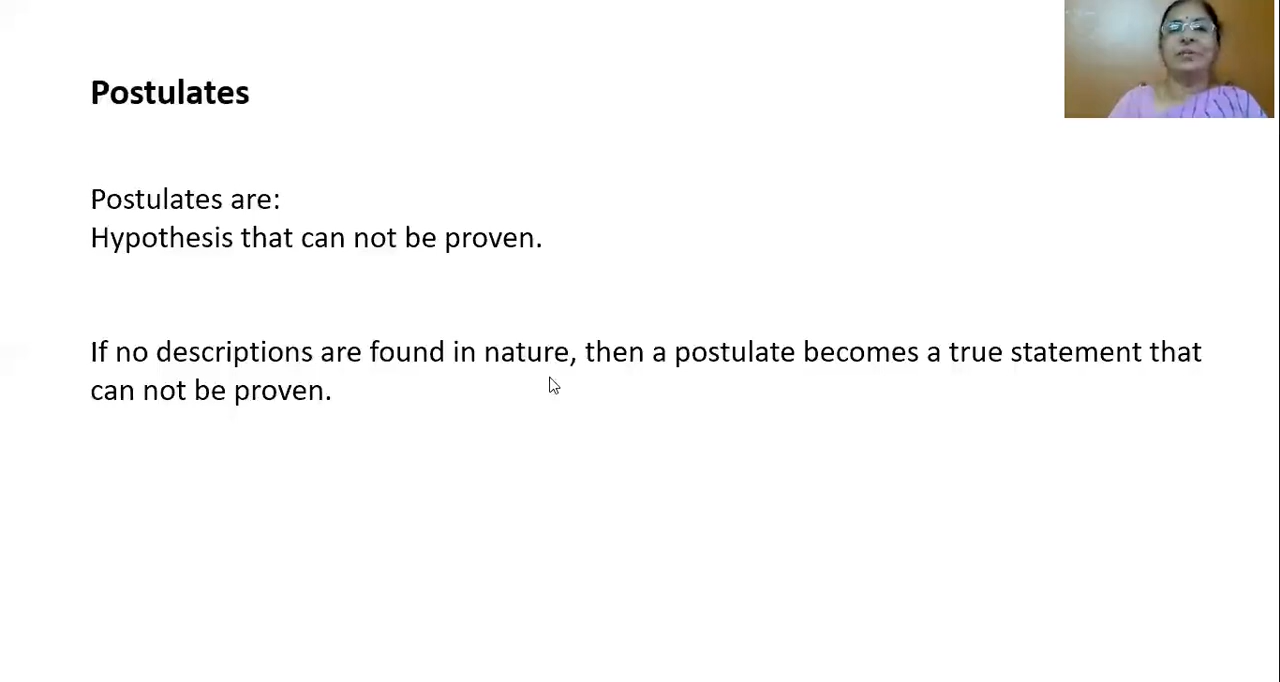 Postulates
Postulates are:
Hypothesis that can not be proven.
If no descriptions are found in nature, then a postulate becomes a true statement that
can not be proven.